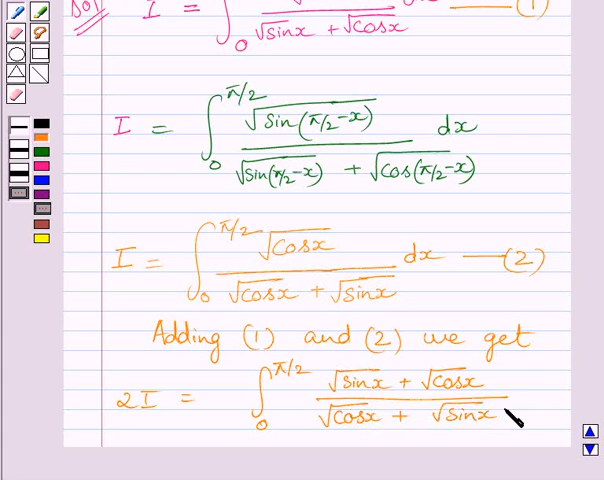 Sol I = ∫₀ / √sinx + √cosx ——(1)
I = ∫₀^π/2 √sin(π/2-x) / √sin(π/2-x) + √cos(π/2-x) dx
I = ∫₀^π/2 √cosx / √cosx + √sinx dx ——(2)
Adding (1) and (2) we get
2I = ∫₀^π/2 √sinx + √cosx / √cosx + √sinx